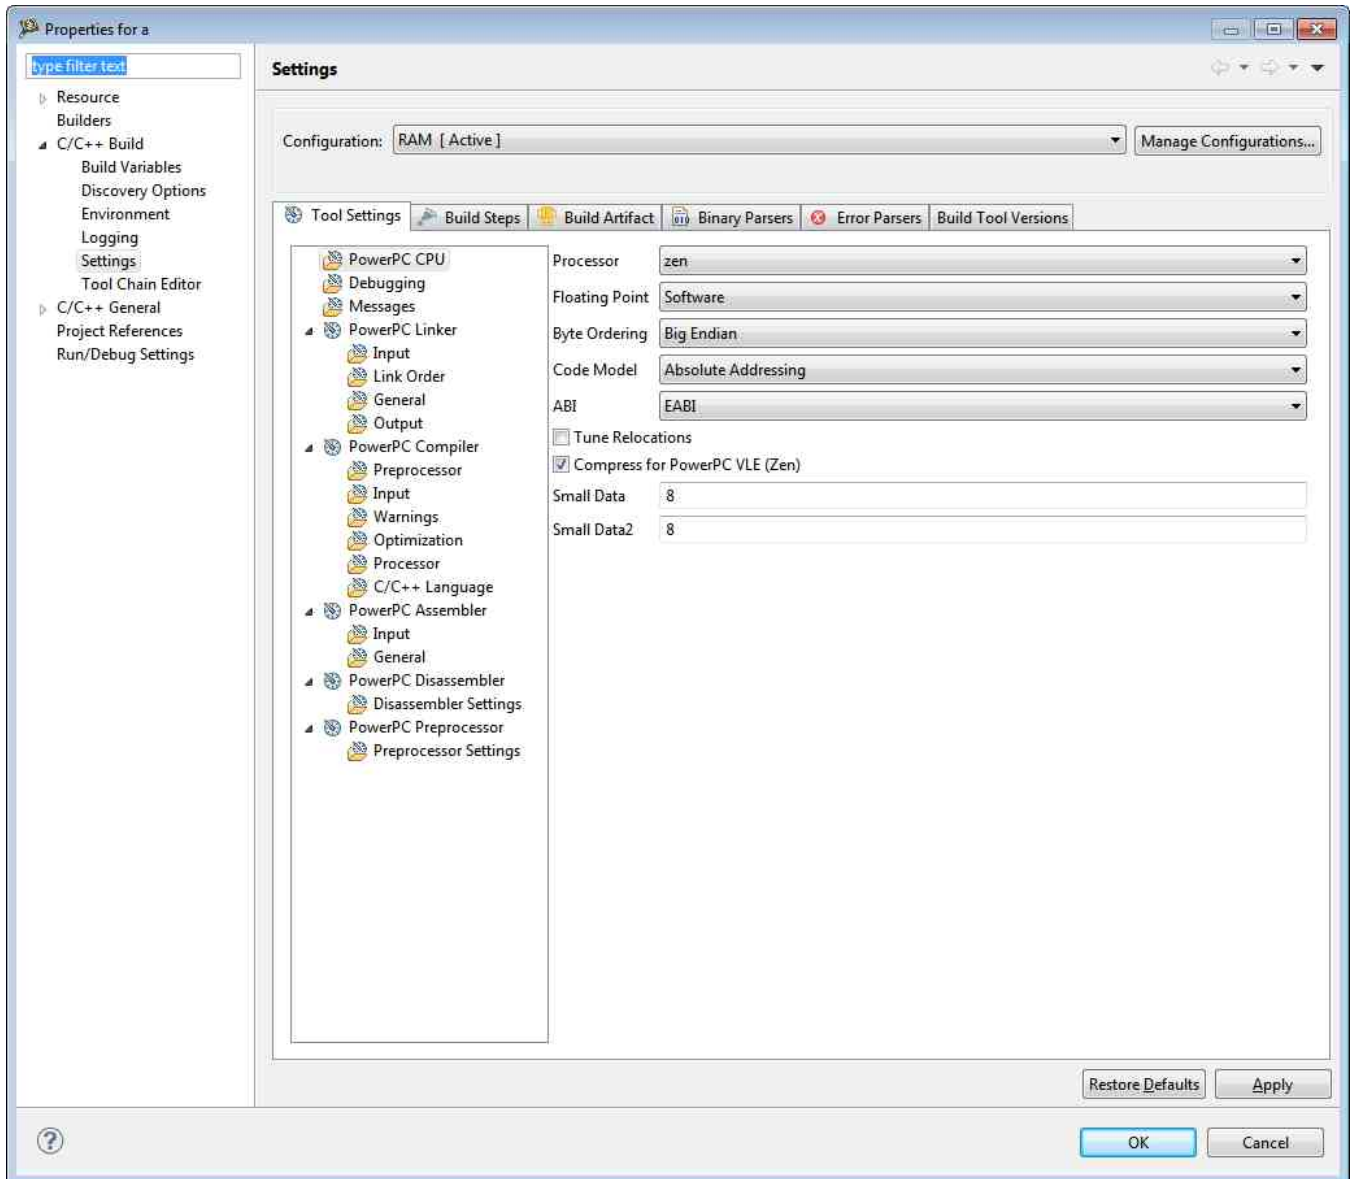 Properties for a
type filter text
Resource
Builders
C/C++ Build
Build Variables
Discovery Options
Environment
Logging
Settings
Tool Chain Editor
C/C++ General
Project References
Run/Debug Settings
Settings
Configuration: RAM [ Active ] Manage Configurations...
Tool Settings Build Steps Build Artifact Binary Parsers Error Parsers Build Tool Versions
PowerPC CPU
Debugging
Messages
PowerPC Linker
Input
Link Order
General
Output
PowerPC Compiler
Preprocessor
Input
Warnings
Optimization
Processor
C/C++ Language
PowerPC Assembler
Input
General
PowerPC Disassembler
Disassembler Settings
PowerPC Preprocessor
Preprocessor Settings
Processor zen
Floating Point Software
Byte Ordering Big Endian
Code Model Absolute Addressing
ABI EABI
Tune Relocations
Compress for PowerPC VLE (Zen)
Small Data 8
Small Data2 8
Restore Defaults Apply
OK Cancel